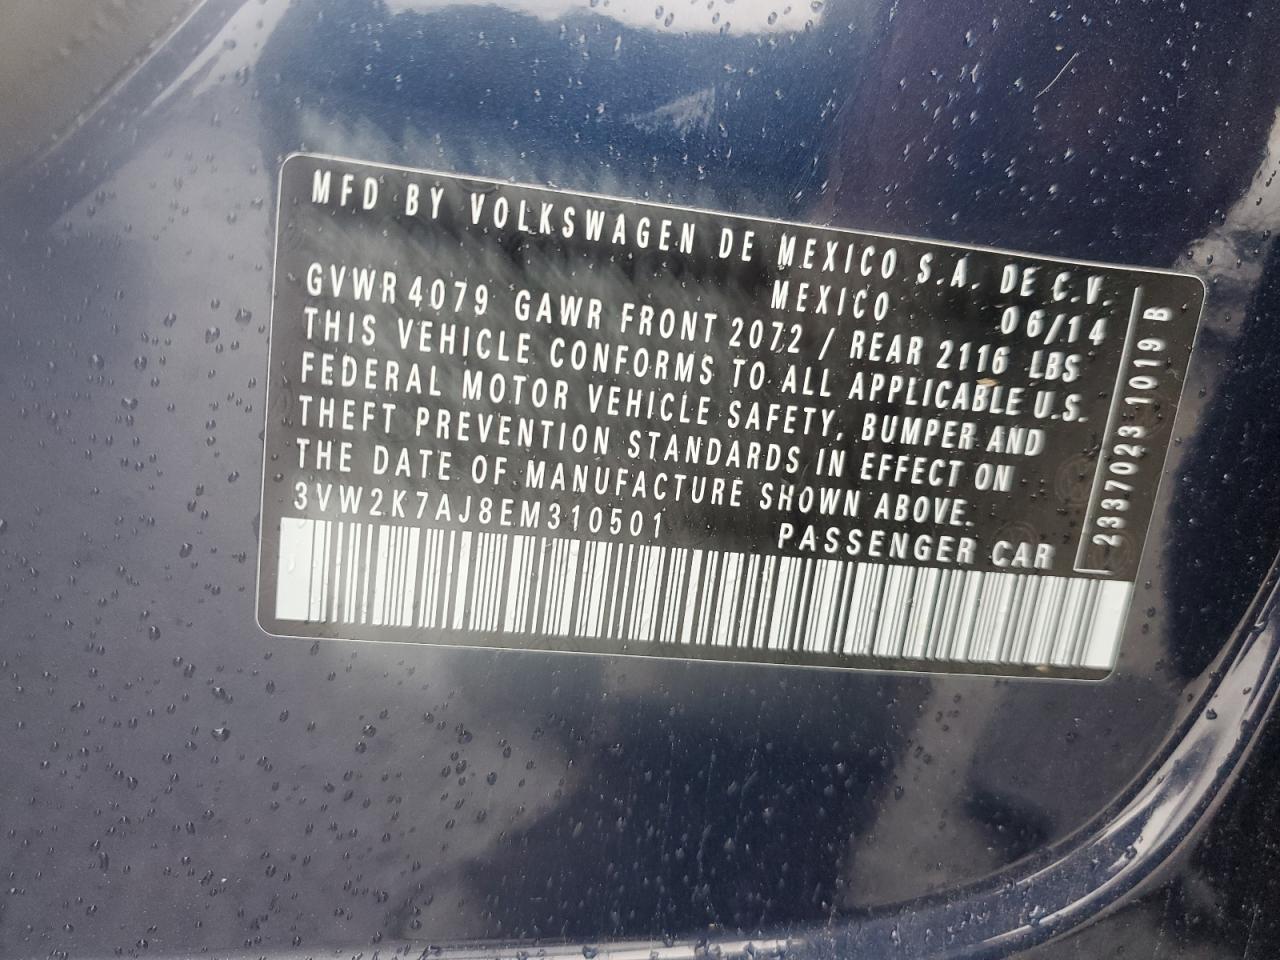 MFD BY VOLKSWAGEN DE MEXICO S.A. DE C.V.
MEXICO 06/14
GVWR 4079 GAWR FRONT 2072 / REAR 2116 LBS
THIS VEHICLE CONFORMS TO ALL APPLICABLE U.S.
FEDERAL MOTOR VEHICLE SAFETY, BUMPER AND
THEFT PREVENTION STANDARDS IN EFFECT ON
THE DATE OF MANUFACTURE SHOWN ABOVE.
3VW2K7AJ8EM310501 PASSENGER CAR
2337023 1019 B